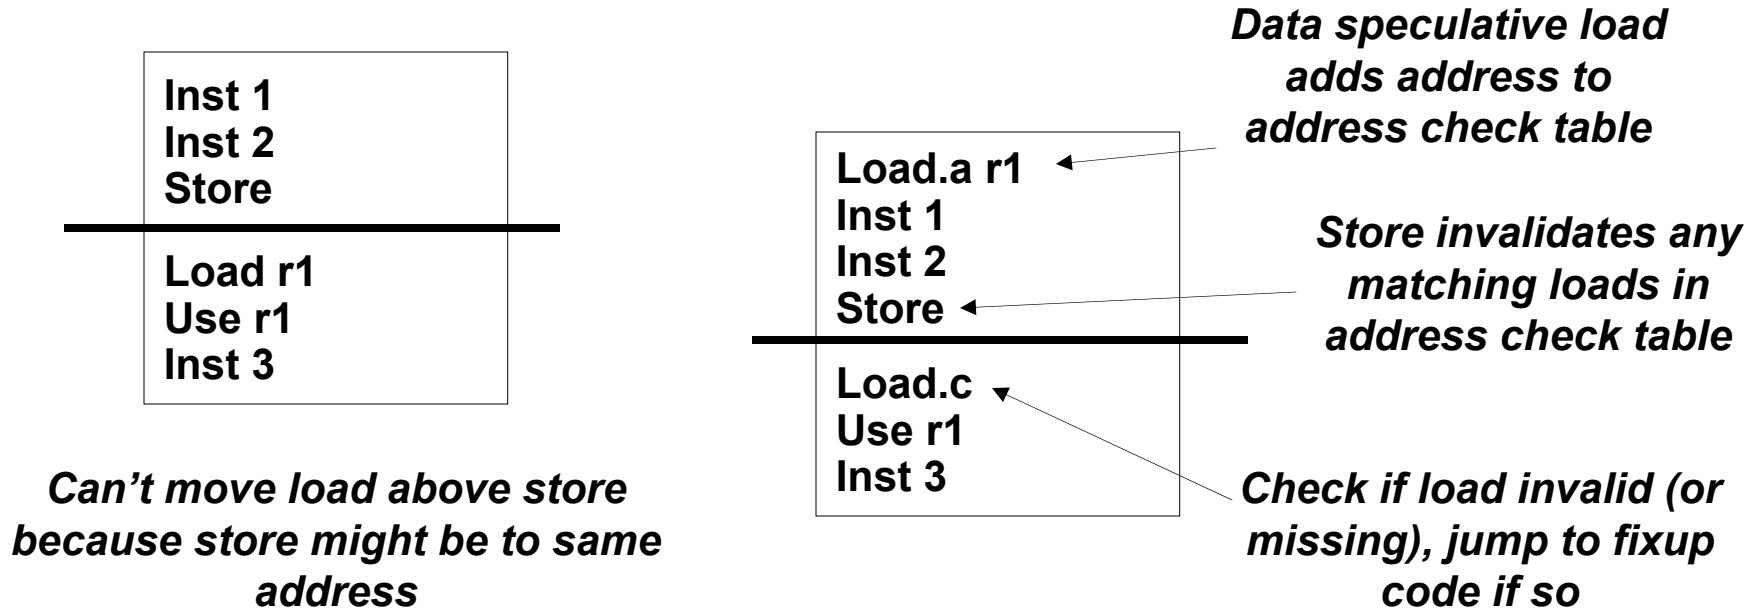 Inst 1
Inst 2
Store
Load r1
Use r1
Inst 3
Can’t move load above store
because store might be to same
address
Data speculative load
adds address to
address check table
Load.a r1
Inst 1
Inst 2
Store
Store invalidates any
matching loads in
address check table
Load.c
Use r1
Inst 3
Check if load invalid (or
missing), jump to fixup
code if so